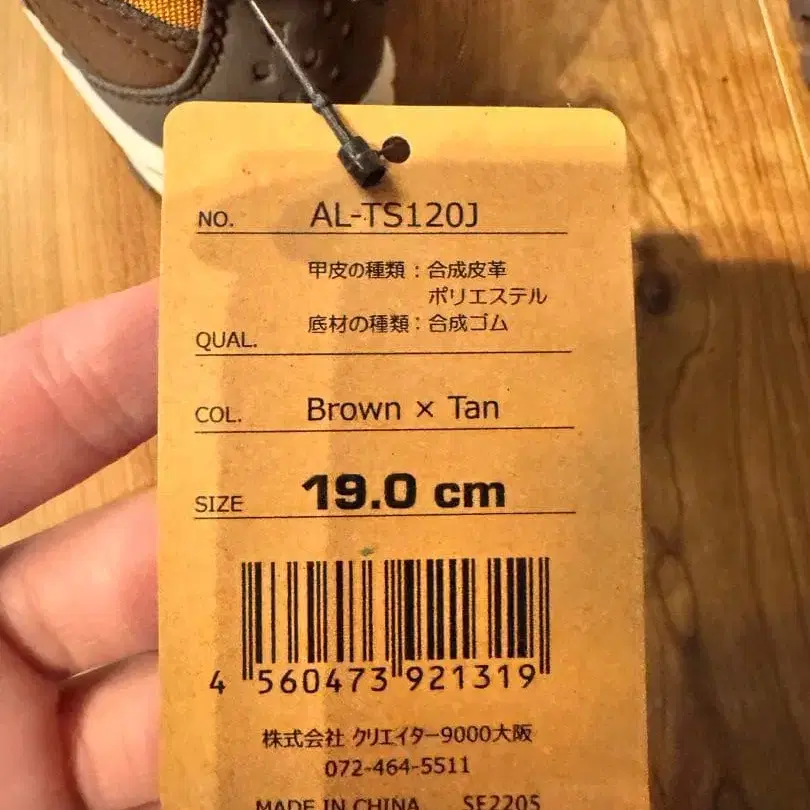 NO. AL-TS120J
甲皮の種類：合成皮革
ポリエステル
底材の種類：合成ゴム
QUAL.
COL. Brown × Tan
SIZE 19.0 cm
4 560473 921319
株式会社 クリエイター9000大阪
072-464-5511
MADE IN CHINA SF2205